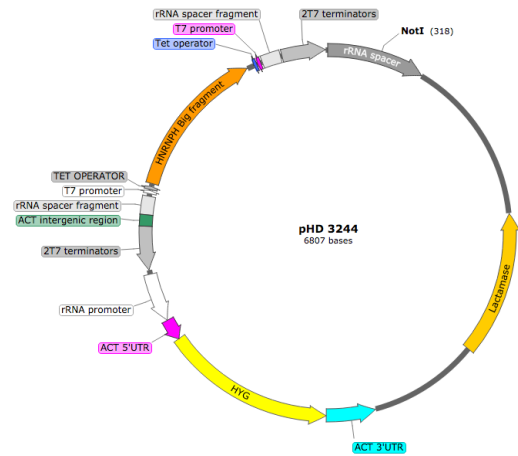 rRNA spacer fragment
2T7 terminators
T7 promoter
NotI (318)
Tet operator
rRNA spacer
HNRNPH Big fragment
TET OPERATOR
T7 promoter
rRNA spacer fragment
ACT intergenic region
pHD 3244
6807 bases
2T7 terminators
Lactamase
rRNA promoter
ACT 5'UTR
HYG
ACT 3'UTR